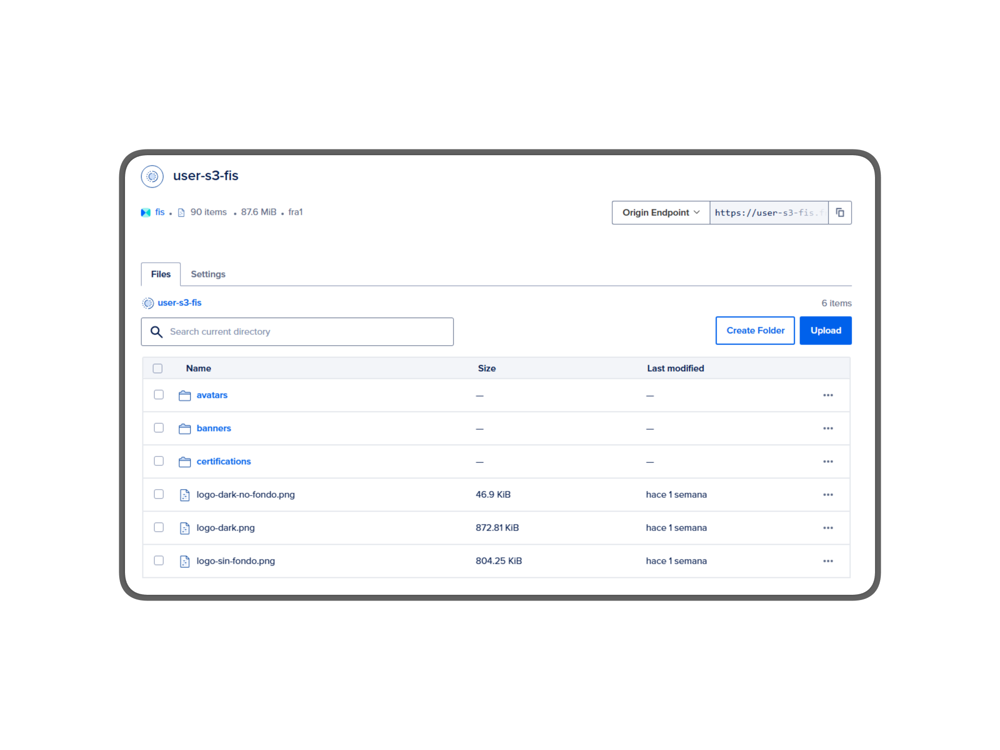 user-s3-fis
fis • 90 items • 87.6 MiB • fra1
Origin Endpoint https://user-s3-fis.f
Files Settings
user-s3-fis 6 items
Search current directory Create Folder Upload
Name Size Last modified
avatars — — •••
banners — — •••
certifications — — •••
logo-dark-no-fondo.png 46.9 KiB hace 1 semana •••
logo-dark.png 872.81 KiB hace 1 semana •••
logo-sin-fondo.png 804.25 KiB hace 1 semana •••